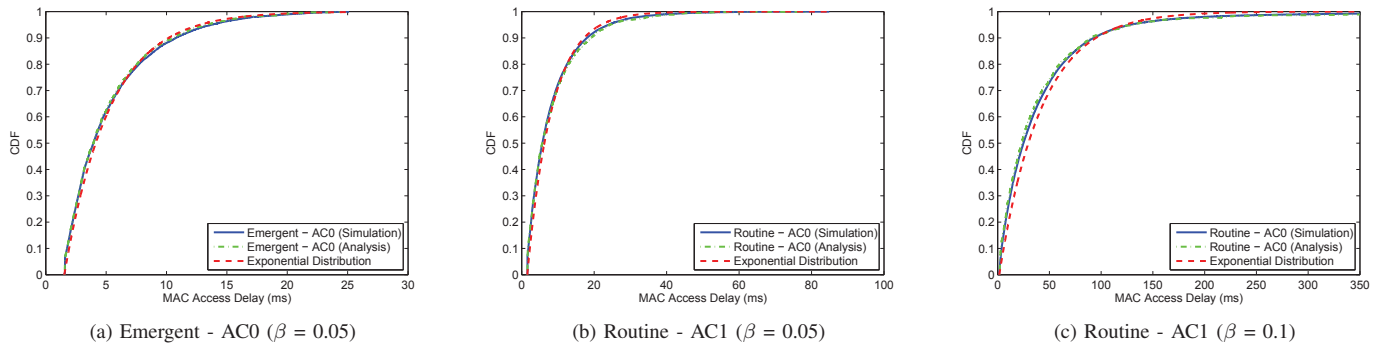 1
0.9
0.8
0.7
0.6
0.5
0.4
0.3
0.2
0.1
0
CDF
0 5 10 15 20 25 30
MAC Access Delay (ms)
Emergent − AC0 (Simulation)
Emergent − AC0 (Analysis)
Exponential Distribution
(a) Emergent - AC0 (β = 0.05)
1
0.9
0.8
0.7
0.6
0.5
0.4
0.3
0.2
0.1
0
CDF
0 20 40 60 80 100
MAC Access Delay (ms)
Routine − AC0 (Simulation)
Routine − AC0 (Analysis)
Exponential Distribution
(b) Routine - AC1 (β = 0.05)
1
0.9
0.8
0.7
0.6
0.5
0.4
0.3
0.2
0.1
0
CDF
0 50 100 150 200 250 300 350
MAC Access Delay (ms)
Routine − AC0 (Simulation)
Routine − AC0 (Analysis)
Exponential Distribution
(c) Routine - AC1 (β = 0.1)